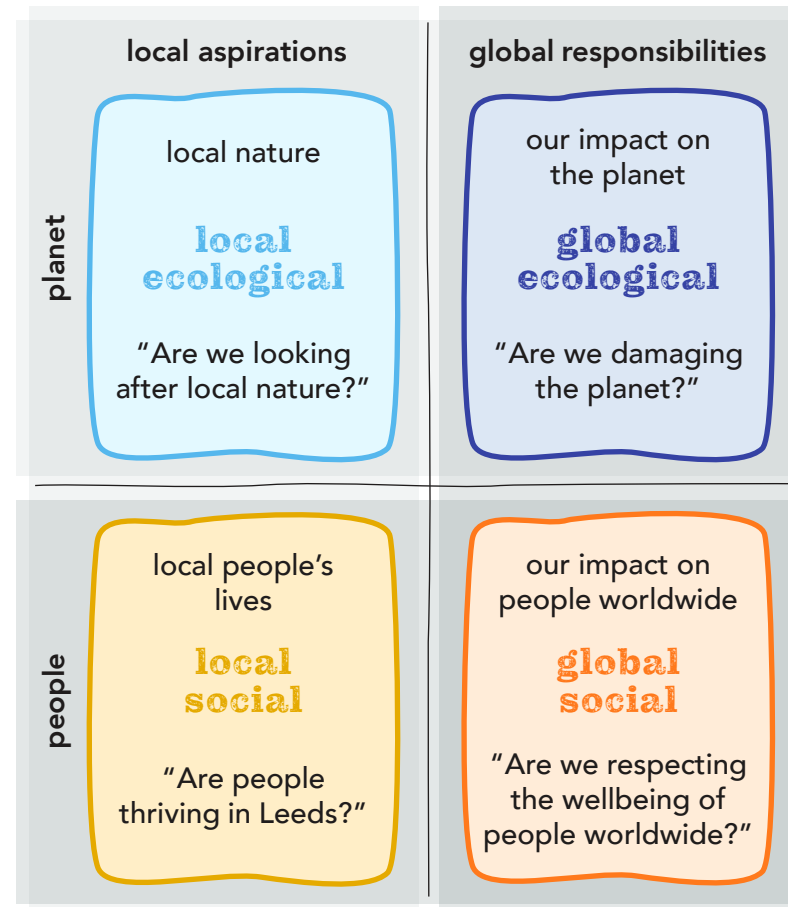 local aspirations
global responsibilities
planet
local nature
local
ecological
“Are we looking
after local nature?”
our impact on
the planet
global
ecological
“Are we damaging
the planet?”
people
local people’s
lives
local
social
“Are people
thriving in Leeds?”
our impact on
people worldwide
global
social
“Are we respecting
the wellbeing of
people worldwide?”